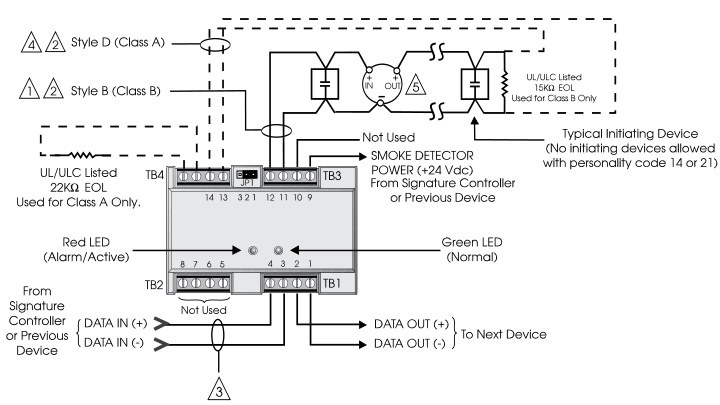 4 2 Style D (Class A)
1 2 Style B (Class B)
+
IN
+
OUT
−
5
UL/ULC Listed
15KΩ EOL
Used for Class B Only
Typical Initiating Device
(No initiating devices allowed
with personality code 14 or 21)
Not Used
SMOKE DETECTOR
POWER (+24 Vdc)
From Signature Controller
or Previous Device
UL/ULC Listed
22KΩ EOL
Used for Class A Only.
TB4
JP1
TB3
14 13 3 2 1 12 11 10 9
Red LED
(Alarm/Active)
Green LED
(Normal)
8 7 6 5 4 3 2 1
TB2
TB1
Not Used
From
Signature
Controller
or Previous
Device
DATA IN (+)
DATA IN (-)
DATA OUT (+)
DATA OUT (-)
To Next Device
3